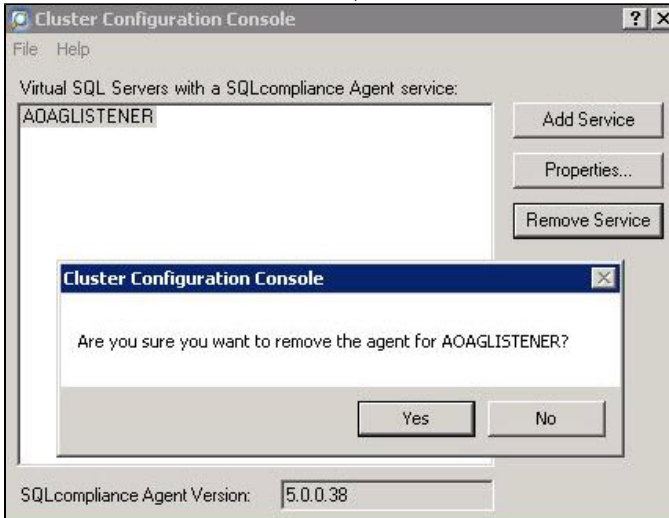 Cluster Configuration Console
File Help
Virtual SQL Servers with a SQLcompliance Agent service:
AOAGLISTENER
Add Service
Properties...
Remove Service
Cluster Configuration Console
Are you sure you want to remove the agent for AOAGLISTENER?
Yes No
SQLcompliance Agent Version: 5.0.0.38